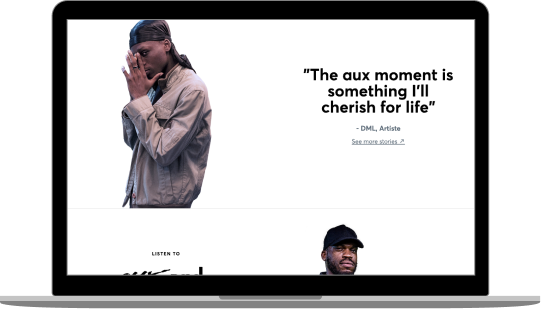 "The aux moment is
something I'll
cherish for life"
- DML, Artiste
See more stories ↗
LISTEN TO